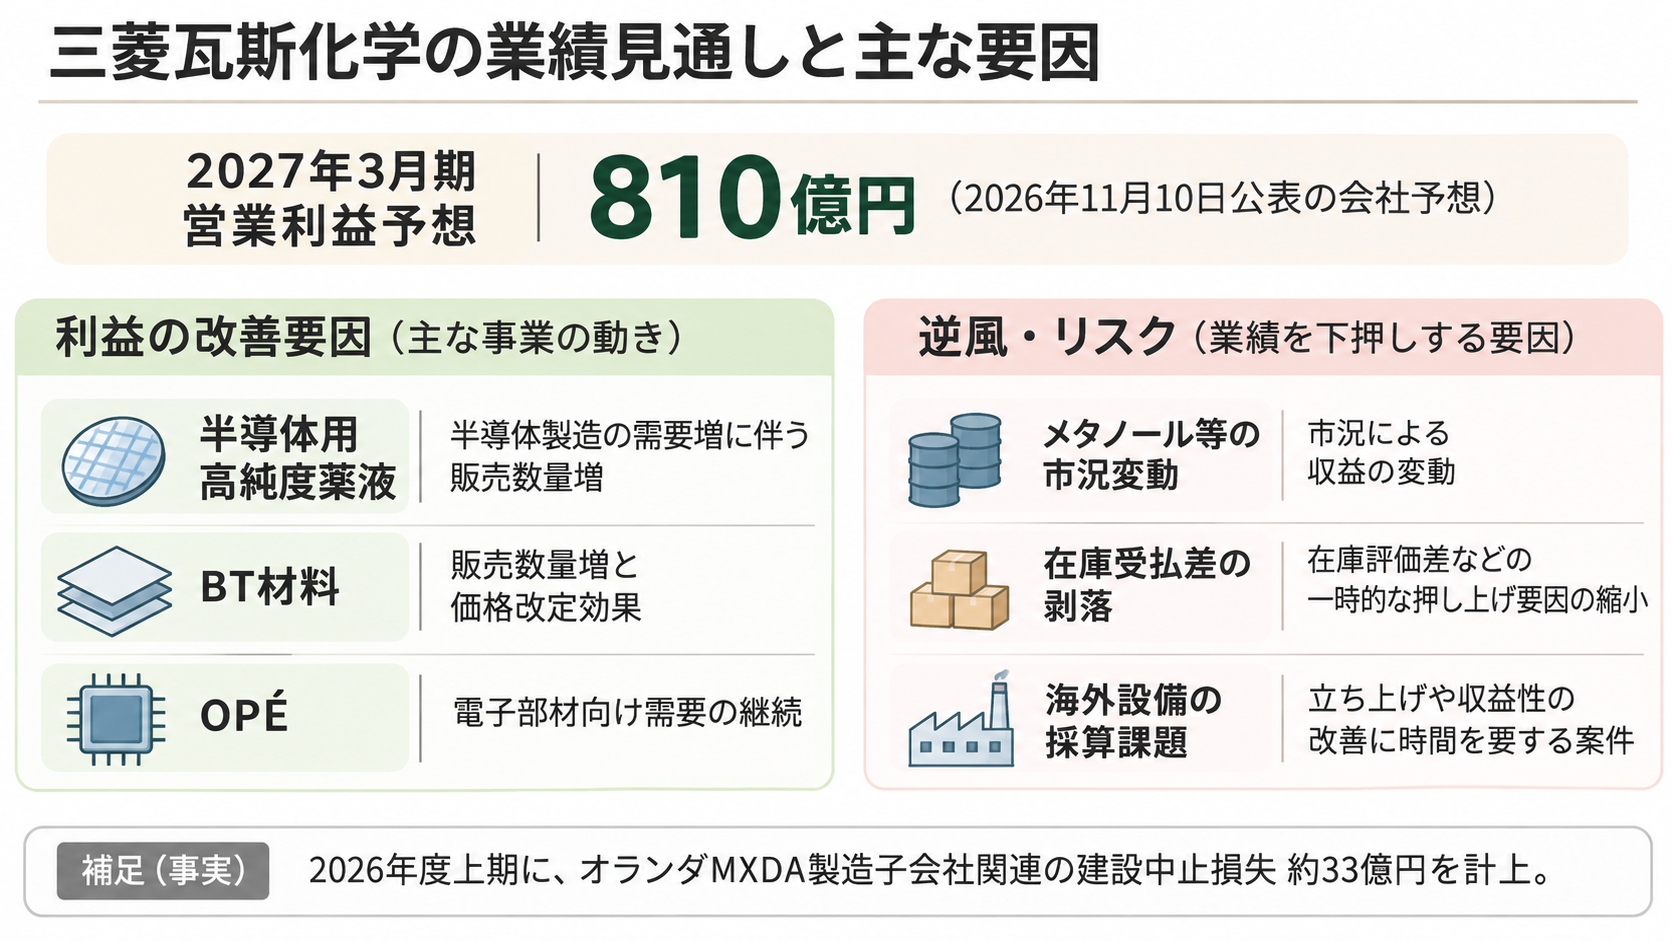 三菱瓦斯化学の業績見通しと主な要因
2027年3月期
営業利益予想
810億円（2026年11月10日公表の会社予想）
利益の改善要因（主な事業の動き）
半導体用
高純度薬液
半導体製造の需要増に伴う
販売数量増
BT材料
販売数量増と
価格改定効果
OPÉ
電子部材向け需要の継続
逆風・リスク（業績を下押しする要因）
メタノール等の
市況変動
市況による
収益の変動
在庫受払差の
剥落
在庫評価差などの
一時的な押し上げ要因の縮小
海外設備の
採算課題
立ち上げや収益性の
改善に時間を要する案件
補足（事実）
2026年度上期に、オランダMXDA製造子会社関連の建設中止損失 約33億円を計上。